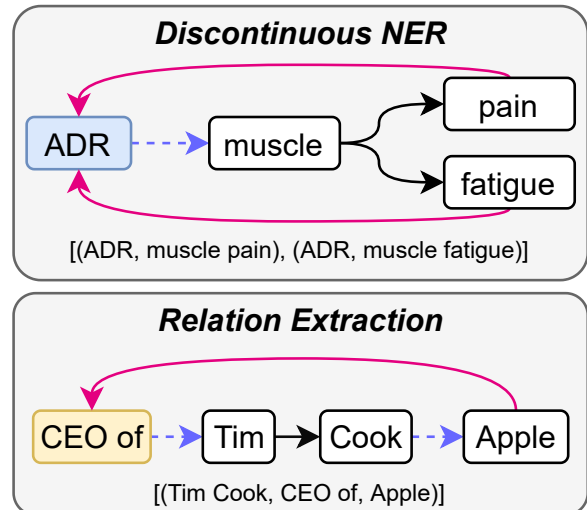 Discontinuous NER
pain
ADR
muscle
fatigue
[(ADR, muscle pain), (ADR, muscle fatigue)]
Relation Extraction
CEO of Tim Cook Apple
[(Tim Cook, CEO of, Apple)]